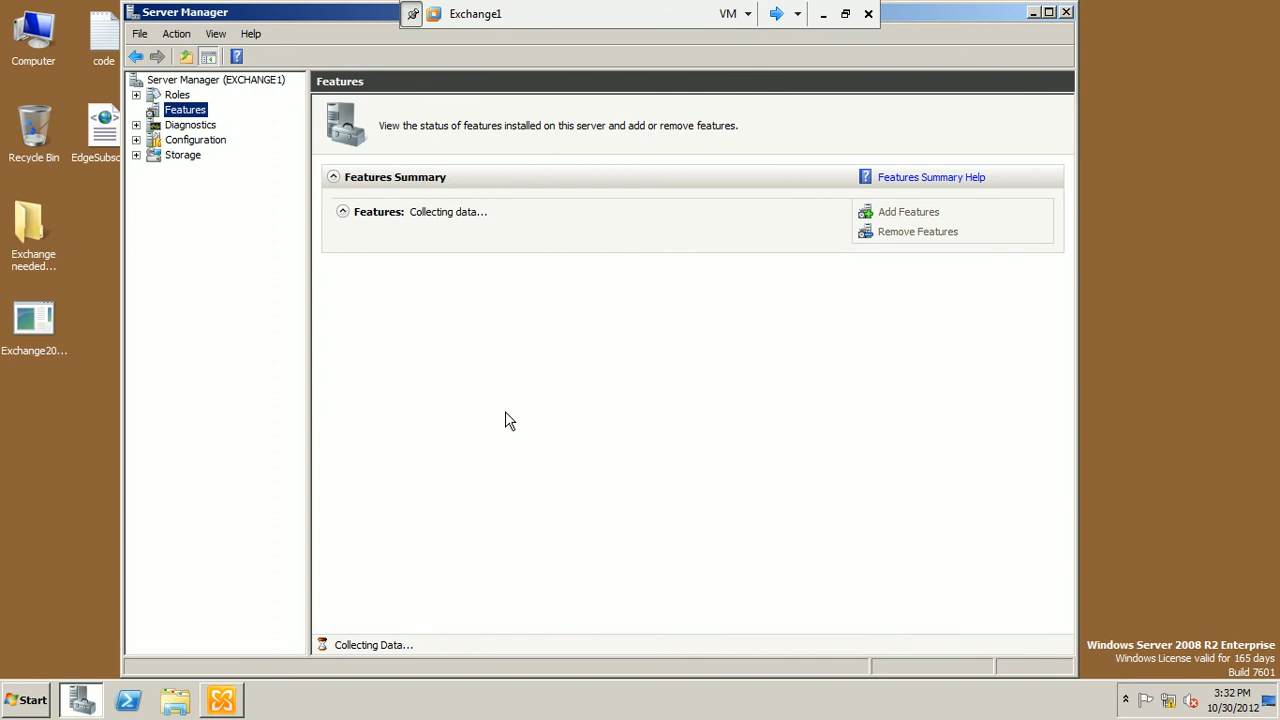 Server Manager
Exchange1
VM
File Action View Help
Computer
code
Recycle Bin
EdgeSubsc
Exchange
needed...
Exchange20...
Server Manager (EXCHANGE1)
Roles
Features
Diagnostics
Configuration
Storage
Features
View the status of features installed on this server and add or remove features.
Features Summary
Features Summary Help
Features: Collecting data...
Add Features
Remove Features
Collecting Data...
Windows Server 2008 R2 Enterprise
Windows License valid for 165 days
Build 7601
Start
3:32 PM
10/30/2012